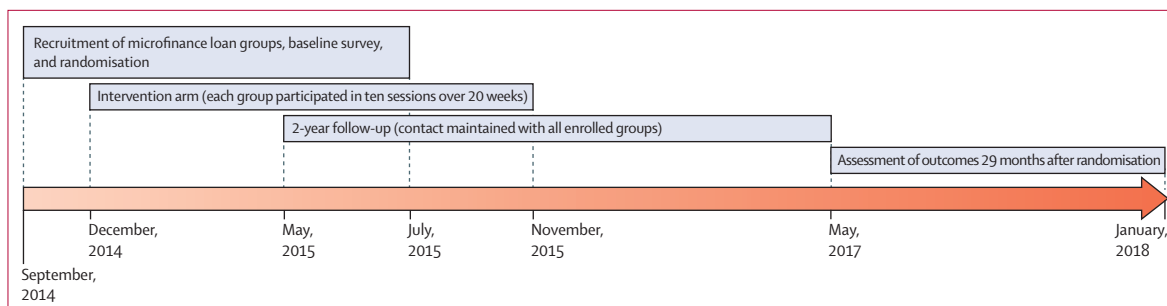 Recruitment of microfinance loan groups, baseline survey,
and randomisation
Intervention arm (each group participated in ten sessions over 20 weeks)
2-year follow-up (contact maintained with all enrolled groups)
Assessment of outcomes 29 months after randomisation
September,
2014
December,
2014
May,
2015
July,
2015
November,
2015
May,
2017
January,
2018